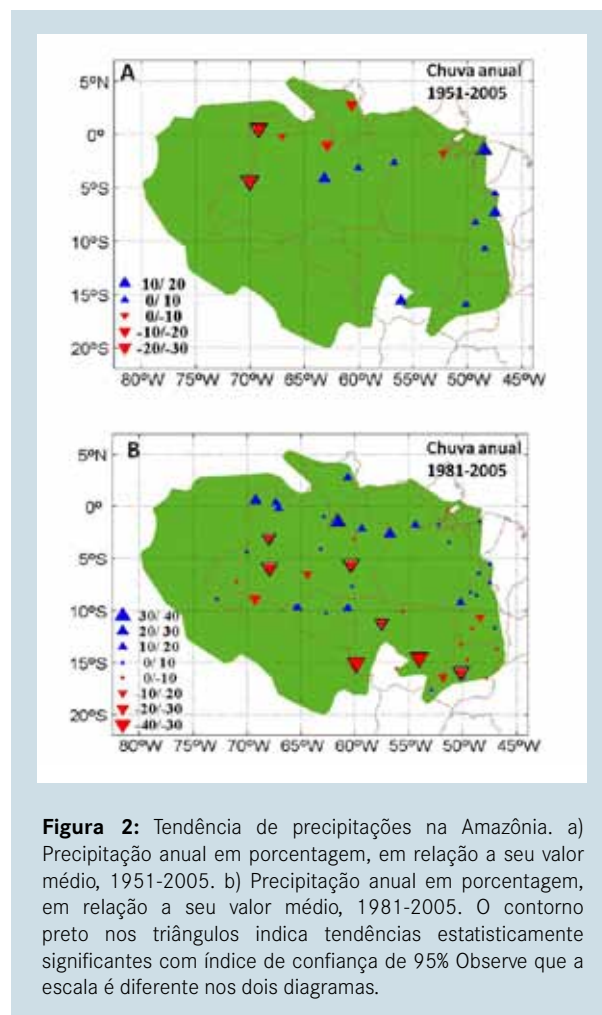 A
Chuva anual
1951-2005
5ºN
0º
5ºS
10ºS
15ºS
20ºS
10/ 20
0/ 10
0/-10
-10/-20
-20/-30
80ºW 75ºW 70ºW 65ºW 60ºW 55ºW 50ºW 45ºW
B
Chuva anual
1981-2005
5ºN
0º
5ºS
10ºS
15ºS
20ºS
30/ 40
20/ 30
10/ 20
0/ 10
0/-10
-10/-20
-20/-30
-40/-30
80ºW 75ºW 70ºW 65ºW 60ºW 55ºW 50ºW 45ºW
Figura 2: Tendência de precipitações na Amazônia. a)
Precipitação anual em porcentagem, em relação a seu valor
médio, 1951-2005. b) Precipitação anual em porcentagem,
em relação a seu valor médio, 1981-2005. O contorno
preto nos triângulos indica tendências estatisticamente
significantes com índice de confiança de 95% Observe que a
escala é diferente nos dois diagramas.